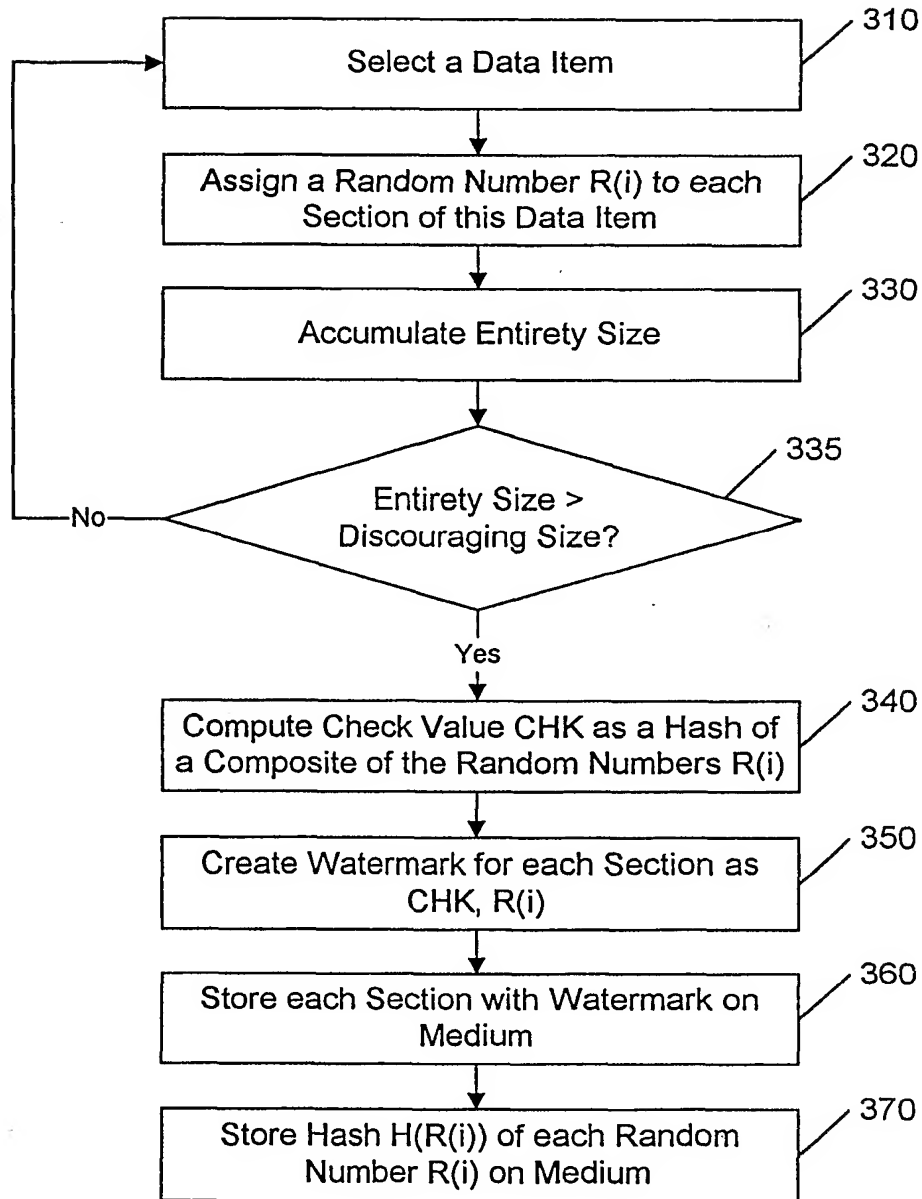 310
Select a Data Item
320
Assign a Random Number R(i) to each
Section of this Data Item
330
Accumulate Entirety Size
335
Entirety Size >
Discouraging Size?
No
Yes
340
Compute Check Value CHK as a Hash of
a Composite of the Random Numbers R(i)
350
Create Watermark for each Section as
CHK, R(i)
360
Store each Section with Watermark on
Medium
370
Store Hash H(R(i)) of each Random
Number R(i) on Medium